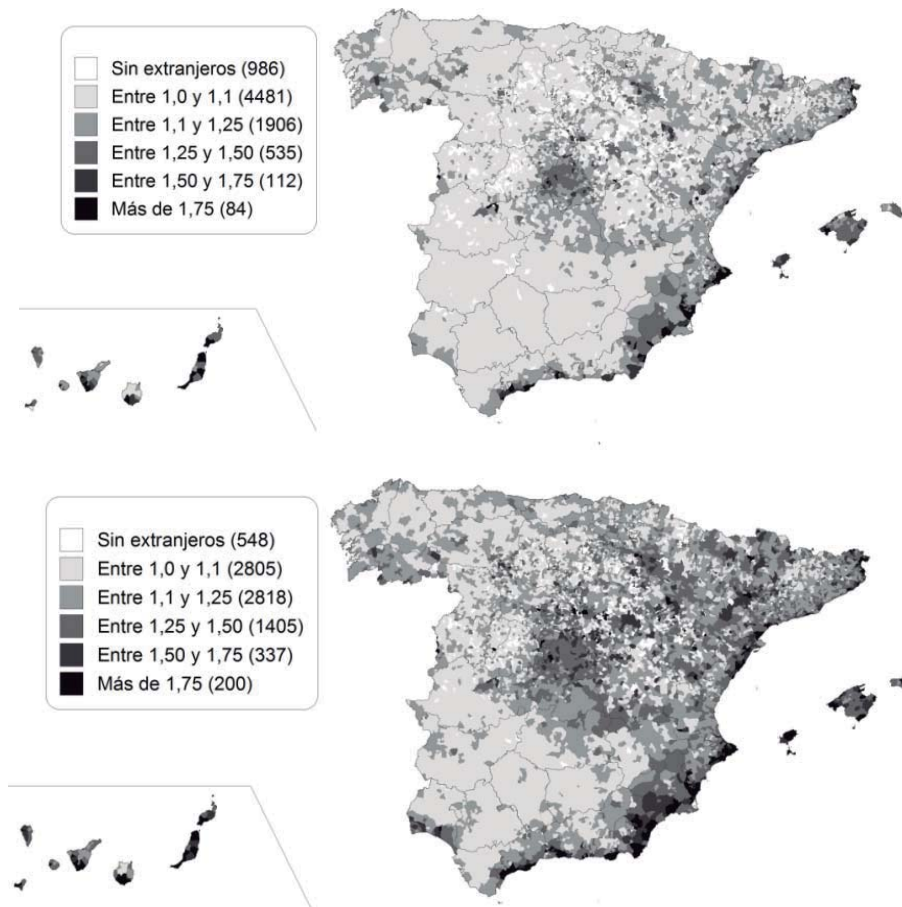 Sin extranjeros (986)
Entre 1,0 y 1,1 (4481)
Entre 1,1 y 1,25 (1906)
Entre 1,25 y 1,50 (535)
Entre 1,50 y 1,75 (112)
Más de 1,75 (84)
Sin extranjeros (548)
Entre 1,0 y 1,1 (2805)
Entre 1,1 y 1,25 (2818)
Entre 1,25 y 1,50 (1405)
Entre 1,50 y 1,75 (337)
Más de 1,75 (200)